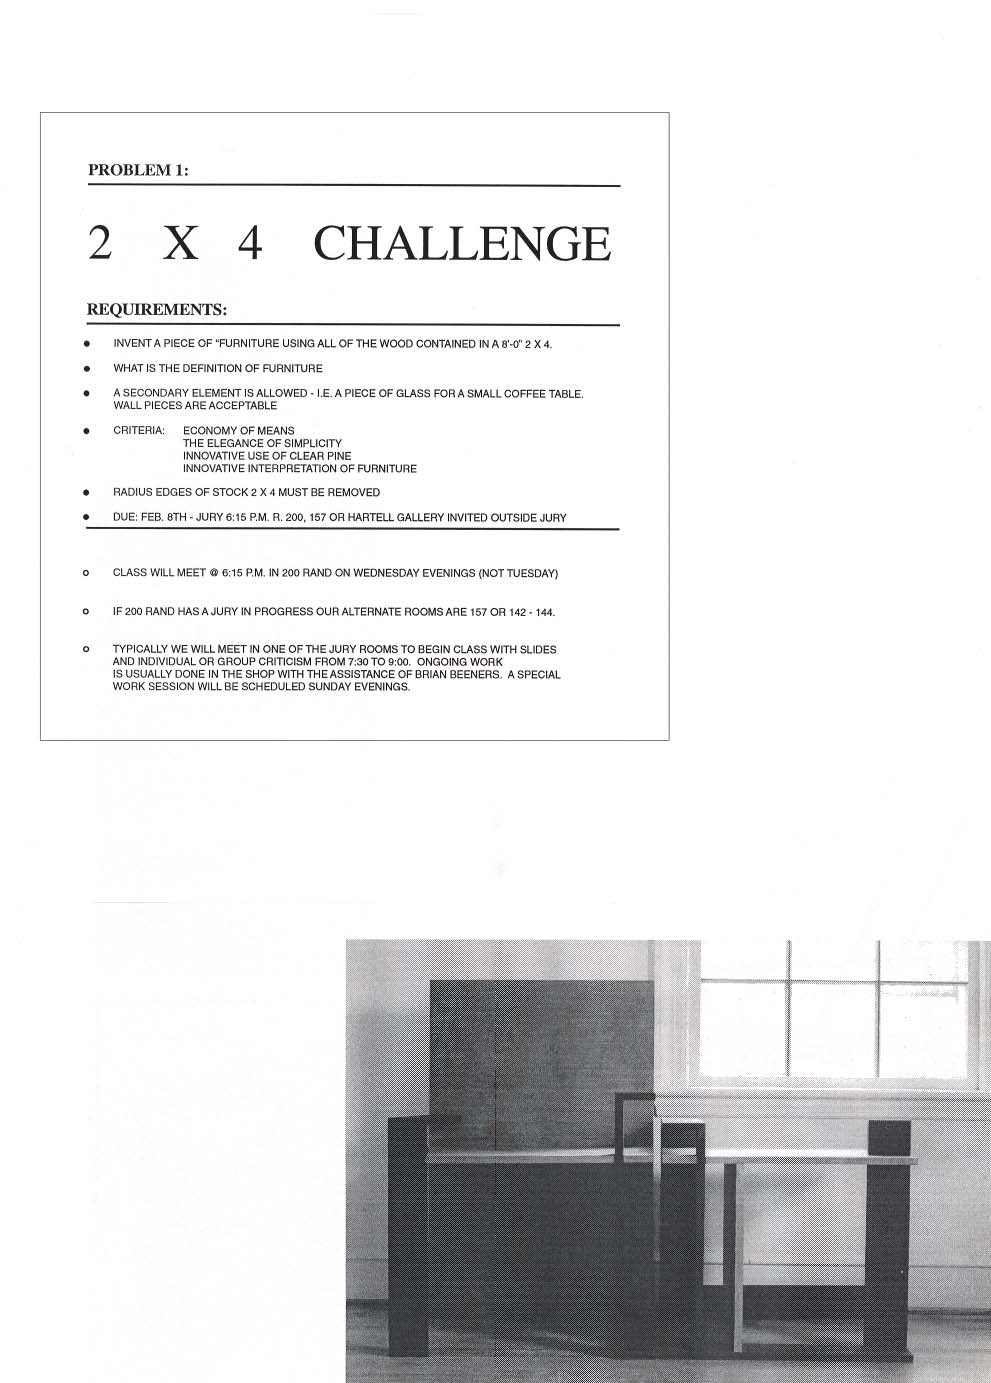 PROBLEM 1:
2 X 4 CHALLENGE
REQUIREMENTS:
● INVENT A PIECE OF "FURNITURE USING ALL OF THE WOOD CONTAINED IN A 8'-0" 2 X 4.
● WHAT IS THE DEFINITION OF FURNITURE
● A SECONDARY ELEMENT IS ALLOWED - I.E. A PIECE OF GLASS FOR A SMALL COFFEE TABLE.
WALL PIECES ARE ACCEPTABLE
● CRITERIA: ECONOMY OF MEANS
THE ELEGANCE OF SIMPLICITY
INNOVATIVE USE OF CLEAR PINE
INNOVATIVE INTERPRETATION OF FURNITURE
● RADIUS EDGES OF STOCK 2 X 4 MUST BE REMOVED
● DUE: FEB. 8TH - JURY 6:15 P.M. R. 200, 157 OR HARTELL GALLERY INVITED OUTSIDE JURY
o CLASS WILL MEET @ 6:15 P.M. IN 200 RAND ON WEDNESDAY EVENINGS (NOT TUESDAY)
o IF 200 RAND HAS A JURY IN PROGRESS OUR ALTERNATE ROOMS ARE 157 OR 142 - 144.
o TYPICALLY WE WILL MEET IN ONE OF THE JURY ROOMS TO BEGIN CLASS WITH SLIDES
AND INDIVIDUAL OR GROUP CRITICISM FROM 7:30 TO 9:00. ONGOING WORK
IS USUALLY DONE IN THE SHOP WITH THE ASSISTANCE OF BRIAN BEENERS. A SPECIAL
WORK SESSION WILL BE SCHEDULED SUNDAY EVENINGS.